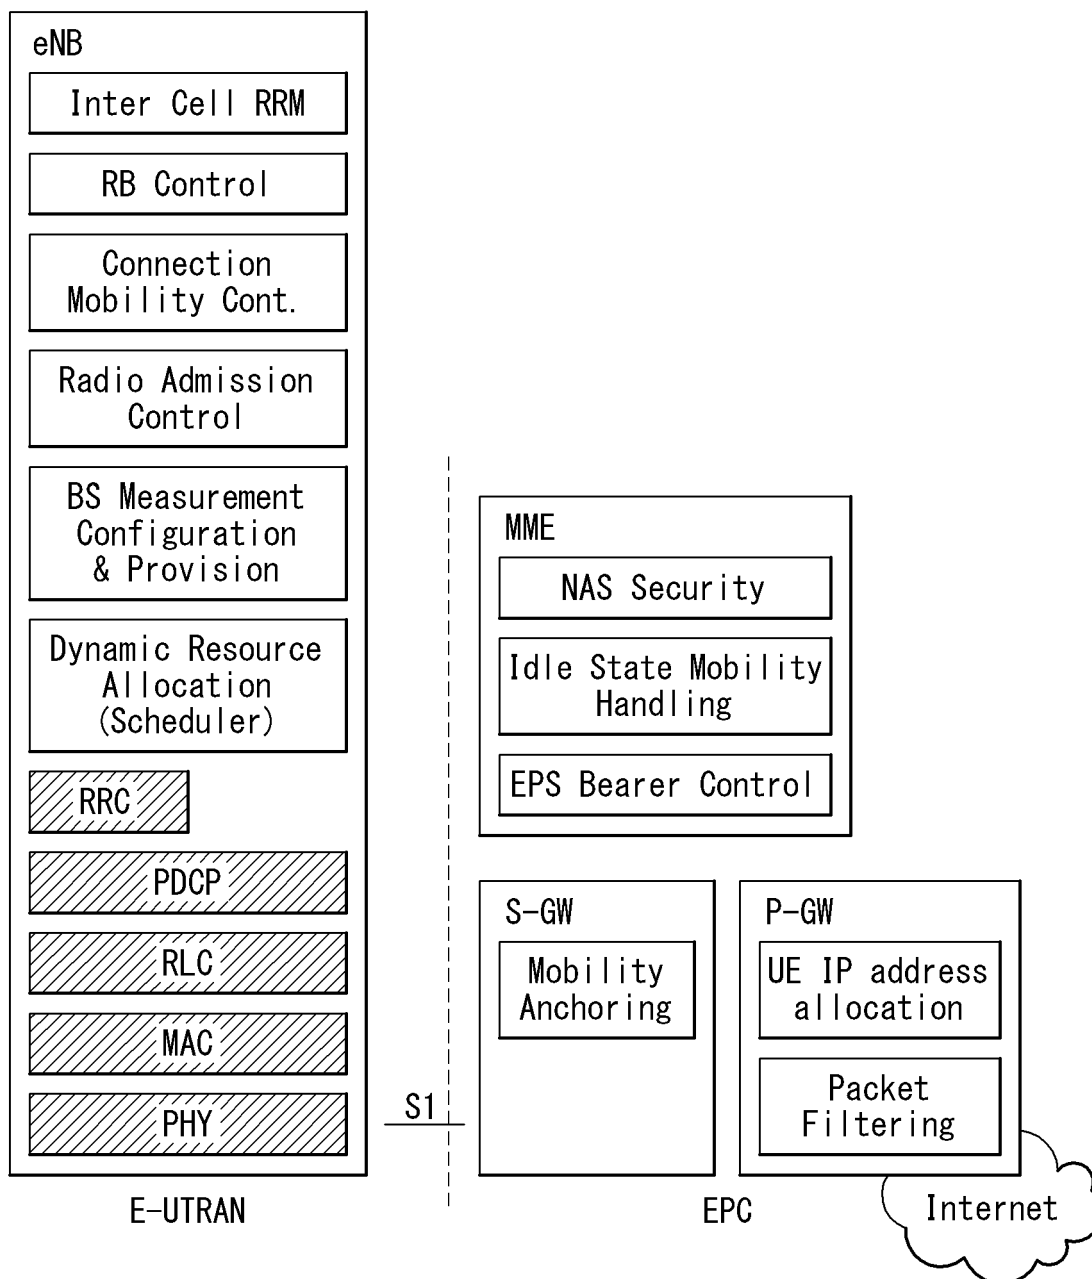 eNB
Inter Cell RRM
RB Control
Connection
Mobility Cont.
Radio Admission
Control
BS Measurement
Configuration
& Provision
Dynamic Resource
Allocation
(Scheduler)
RRC
PDCP
RLC
MAC
PHY
E-UTRAN
S1
MME
NAS Security
Idle State Mobility
Handling
EPS Bearer Control
S-GW
Mobility
Anchoring
P-GW
UE IP address
allocation
Packet
Filtering
EPC
Internet